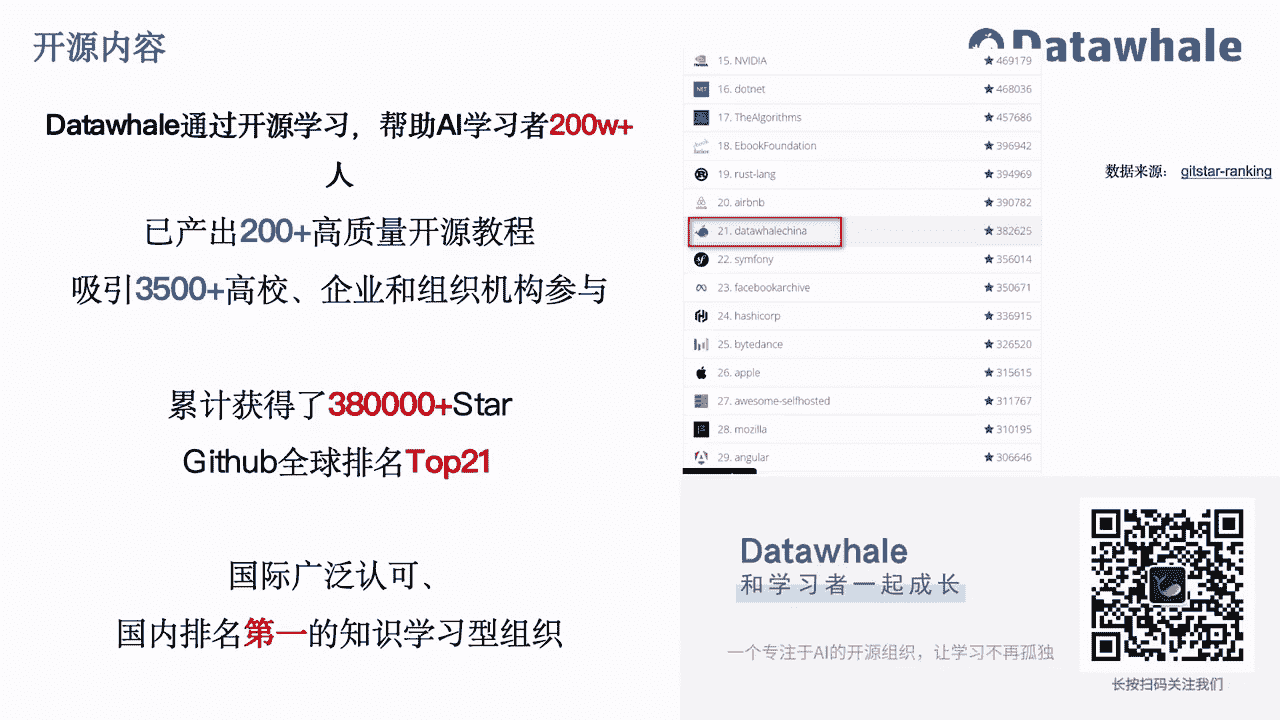 开源内容
Datawhale
Datawhale通过开源学习，帮助AI学习者200w+
人
已产出200+高质量开源教程
吸引3500+高校、企业和组织机构参与
累计获得了380000+Star
Github全球排名Top21
国际广泛认可、
国内排名第一的知识学习型组织
15. NVIDIA ★ 469179
16. dotnet ★ 468036
17. TheAlgorithms ★ 457686
18. EbookFoundation ★ 396942
19. rust-lang ★ 394969
20. airbnb ★ 390782
21. datawhalechina ★ 382625
22. symfony ★ 356014
23. facebookarchive ★ 350671
24. hashicorp ★ 336915
25. bytedance ★ 326520
26. apple ★ 315615
27. awesome-selfhosted ★ 311767
28. mozilla ★ 310195
29. angular ★ 306646
数据来源： gitstar-ranking
Datawhale
和学习者一起成长
一个专注于AI的开源组织，让学习不再孤独
长按扫码关注我们